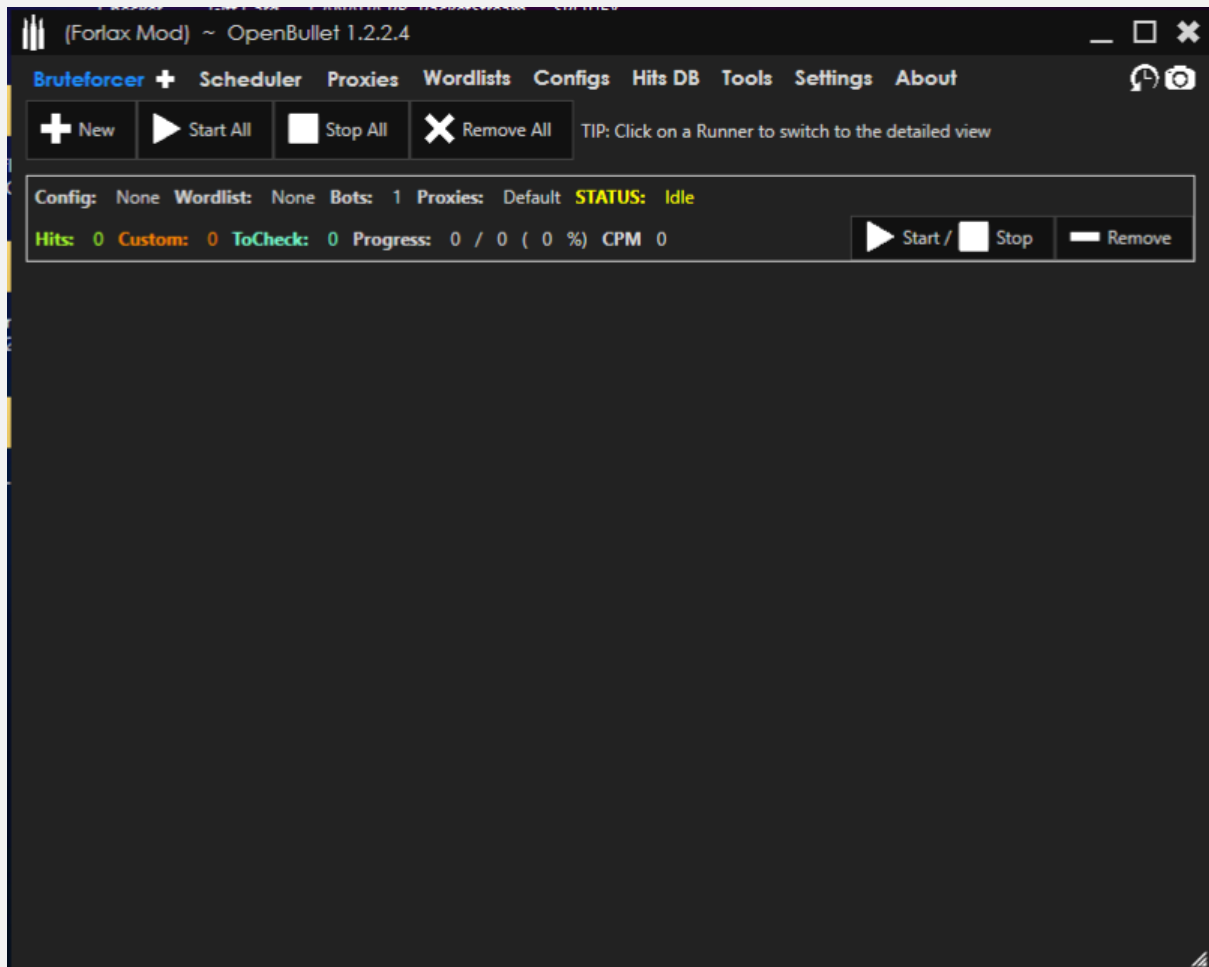 (Forlax Mod) ~ OpenBullet 1.2.2.4
Bruteforcer Scheduler Proxies Wordlists Configs Hits DB Tools Settings About
New Start All Stop All Remove All TIP: Click on a Runner to switch to the detailed view
Config: None Wordlist: None Bots: 1 Proxies: Default STATUS: Idle
Hits: 0 Custom: 0 ToCheck: 0 Progress: 0 / 0 ( 0 %) CPM 0 Start / Stop Remove